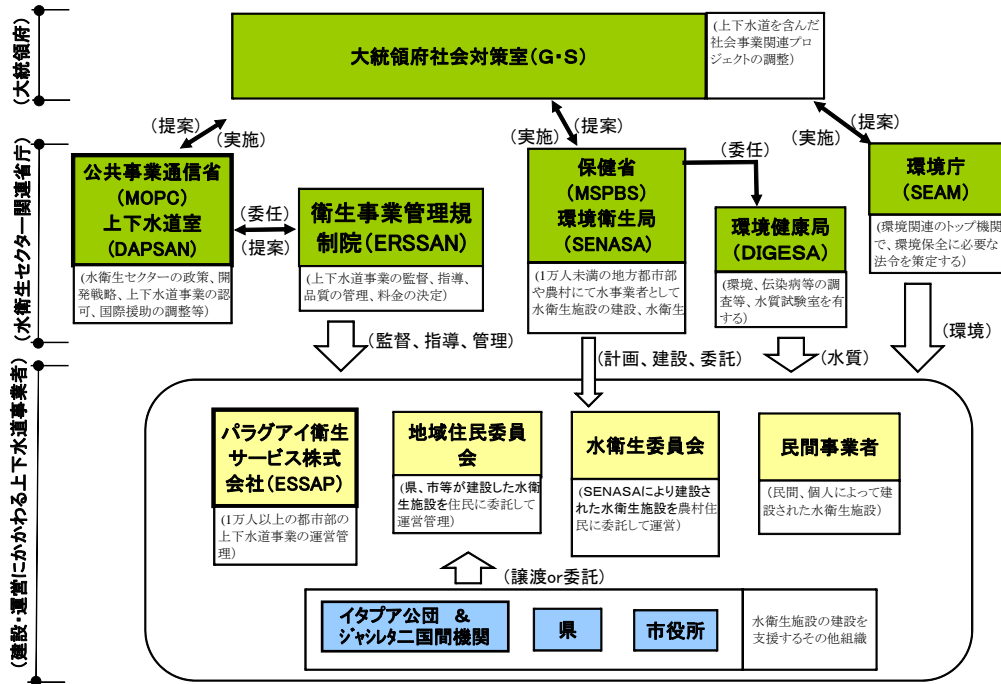 (大統領府)
大統領府社会対策室(G・S)
(上下水道を含んだ
社会事業関連プロ
ジェクトの調整)
(提案)
(実施)
(実施)
(提案)
(実施)
(提案)
(水衛生セクター関連省庁)
公共事業通信省
(MOPC)
上下水道室
(DAPSAN)
(水衛生セクターの政策、開
発戦略、上下水道事業の認
可、国際援助の調整等)
(委任)
(提案)
衛生事業管理規
制院(ERSSAN)
(上下水道事業の監督、指導、
品質の管理、料金の決定)
保健省
(MSPBS)
環境衛生局
(SENASA)
(1万人未満の地方都市部
や農村にて水事業者として
水衛生施設の建設、水衛生
(委任)
環境健康局
(DIGESA)
(環境、伝染病等の調
査等、水質試験室を有
する)
環境庁
(SEAM)
(環境関連のトップ機関
で、環境保全に必要な
法令を策定する)
(監督、指導、管理)
(計画、建設、委託)
(水質)
(環境)
(建設・運営にかかわる上下水道事業者)
パラグアイ衛生
サービス株式
会社(ESSAP)
(1万人以上の都市部の
上下水道事業の運営管
理)
地域住民委員
会
(県、市等が建設した水衛
生施設を住民に委託して
運営管理)
水衛生委員会
(SENASAにより建設さ
れた水衛生施設を農村住
民に委託して運営)
民間事業者
(民間、個人によって建
設された水衛生施設)
(譲渡or委託)
イタプア公団 &
ジャシレタ二国間機関
県
市役所
水衛生施設の建設を
支援するその他組織